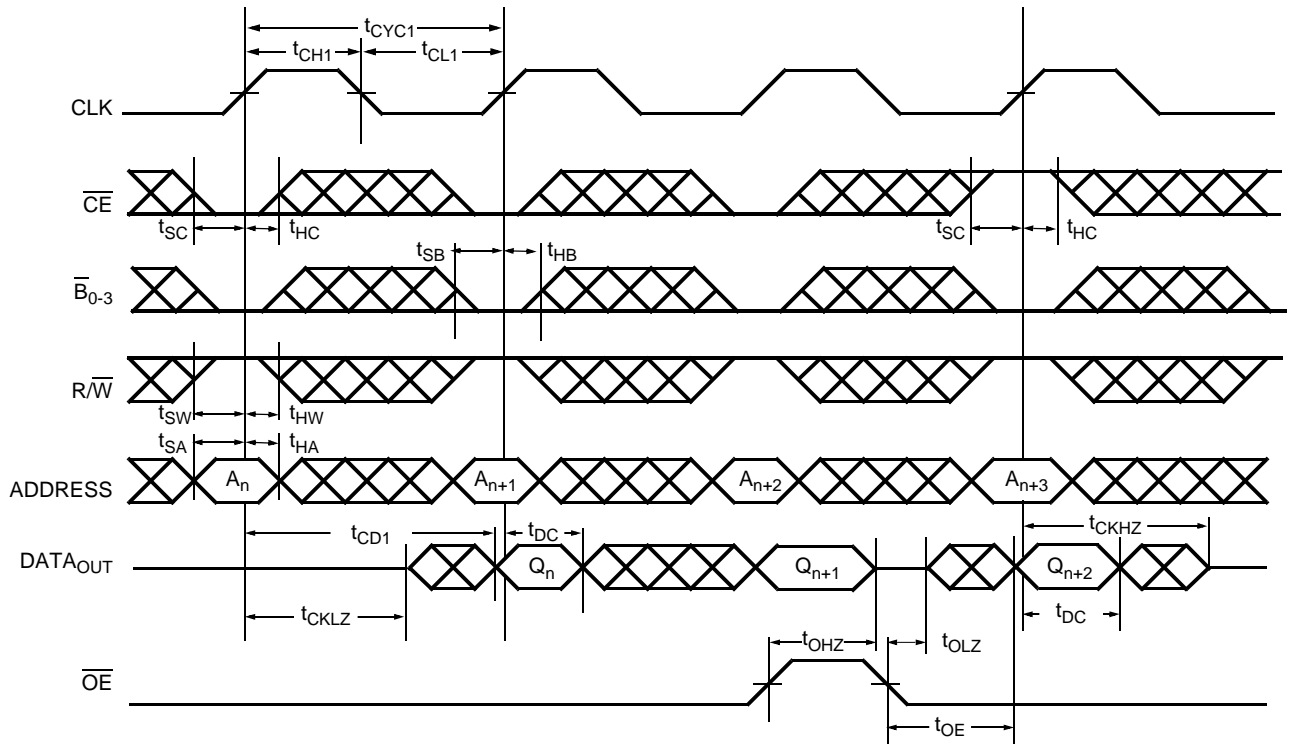 tCYC1
tCH1 tCL1
CLK
CE
tSC tHC tSC tHC
tSB tHB
B0-3
R/W
tSW tHW
tSA tHA
ADDRESS An An+1 An+2 An+3
tCD1 tDC tCKHZ
DATAOUT Qn Qn+1 Qn+2
tCKLZ tDC
tOHZ tOLZ
OE
tOE